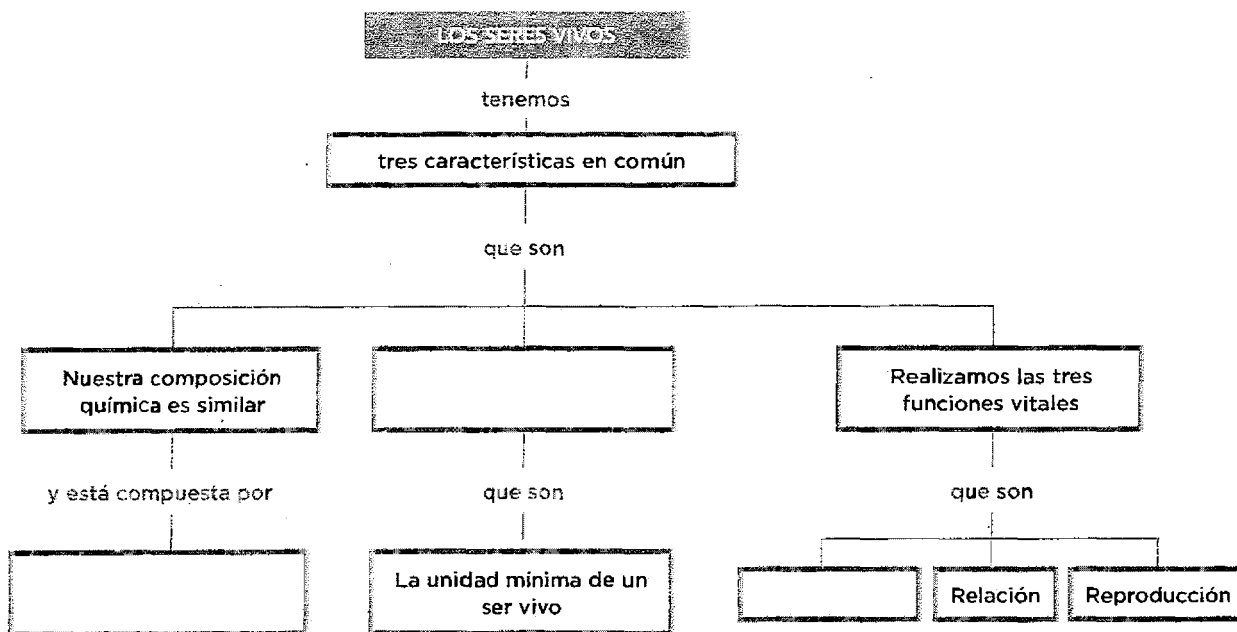 LOS SERES VIVOS
tenemos
tres características en común
que son
Nuestra composición
química es similar
Realizamos las tres
funciones vitales
y está compuesta por
que son
que son
La unidad mínima de un
ser vivo
Relación
Reproducción